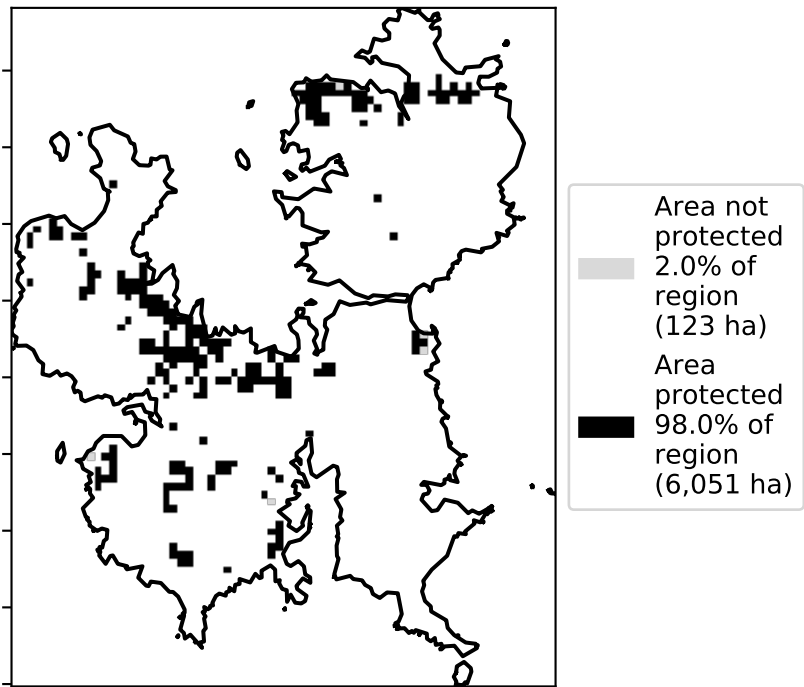 Area not
protected
2.0% of
region
(123 ha)
Area
protected
98.0% of
region
(6,051 ha)